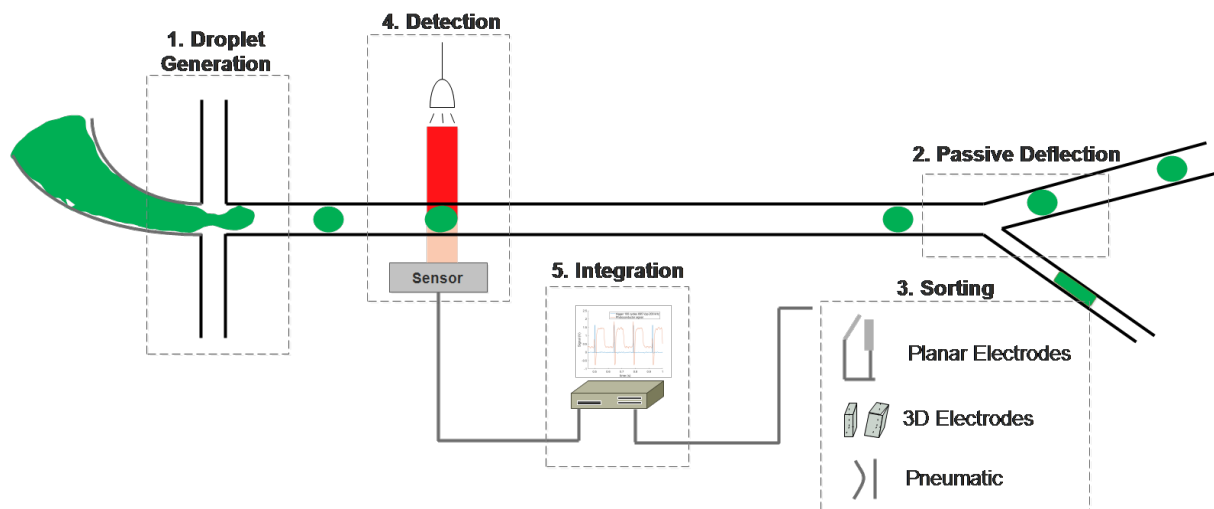 1. Droplet
Generation
4. Detection
2. Passive Deflection
Sensor
5. Integration
3. Sorting
Planar Electrodes
3D Electrodes
Pneumatic